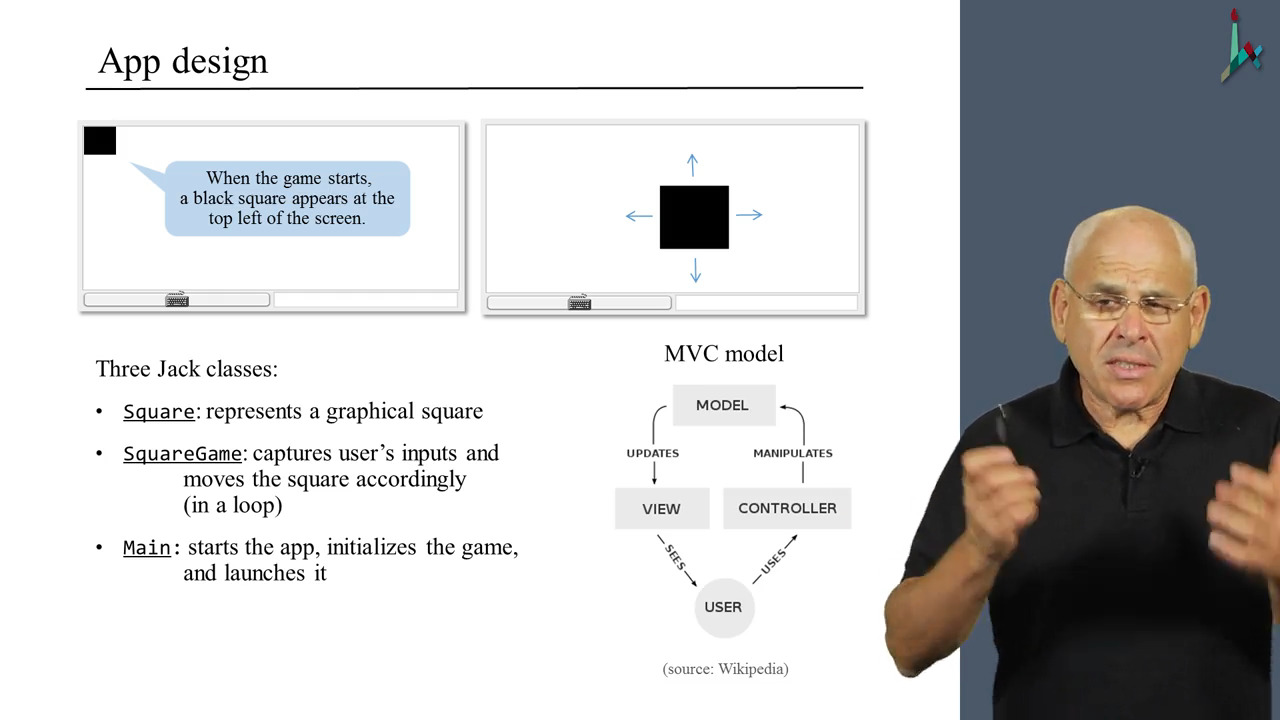 App design
When the game starts,
a black square appears at the
top left of the screen.
Three Jack classes:
• Square: represents a graphical square
• SquareGame: captures user’s inputs and
moves the square accordingly
(in a loop)
• Main: starts the app, initializes the game,
and launches it
MVC model
MODEL
UPDATES
MANIPULATES
VIEW
CONTROLLER
SEES
USES
USER
(source: Wikipedia)